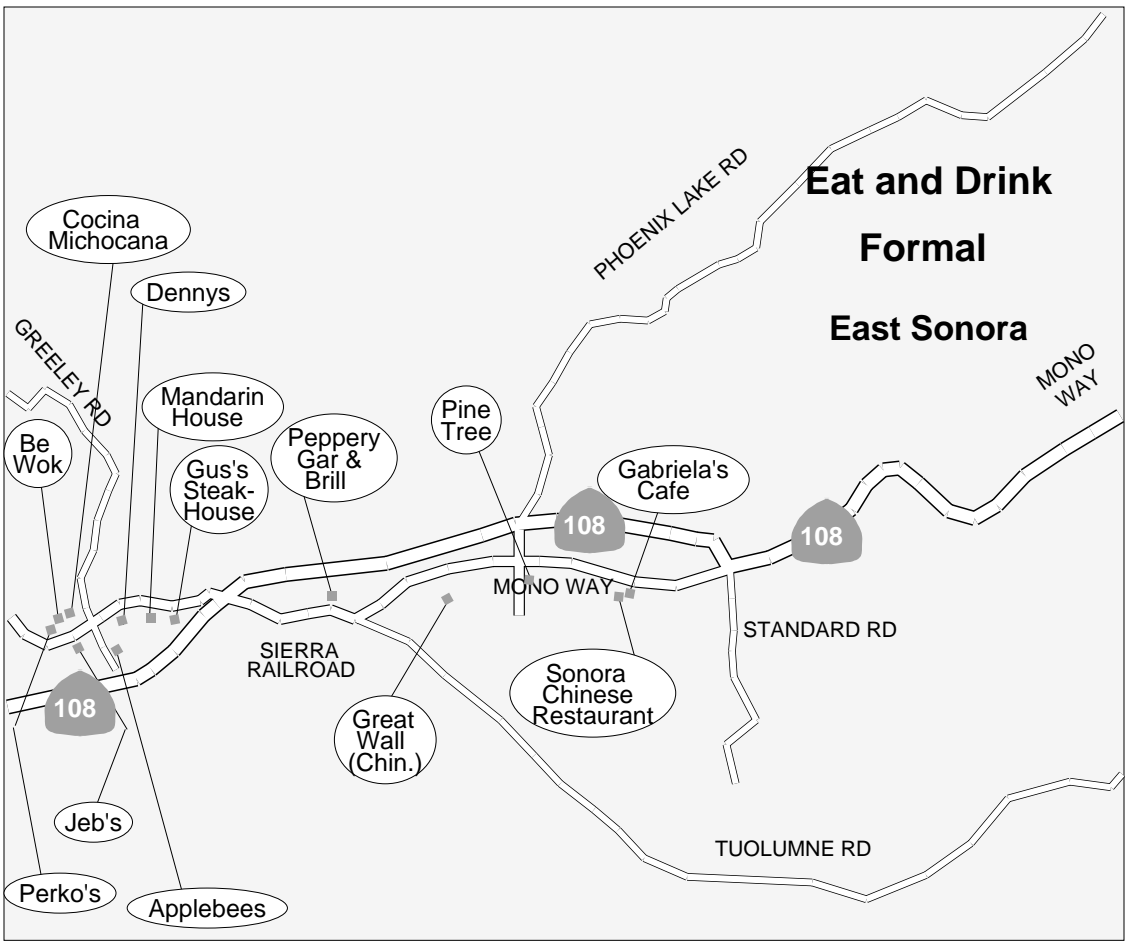 PHOENIX LAKE RD
Eat and Drink
Formal
East Sonora
Cocina
Michocana
Dennys
GREELEY RD
MONO
WAY
Mandarin
House
Be
Wok
Gus's
Steak-
House
Peppery
Gar &
Brill
Pine
Tree
Gabriela's
Cafe
108
108
MONO WAY
STANDARD RD
SIERRA
RAILROAD
108
Great
Wall
(Chin.)
Sonora
Chinese
Restaurant
Jeb's
TUOLUMNE RD
Perko's
Applebees